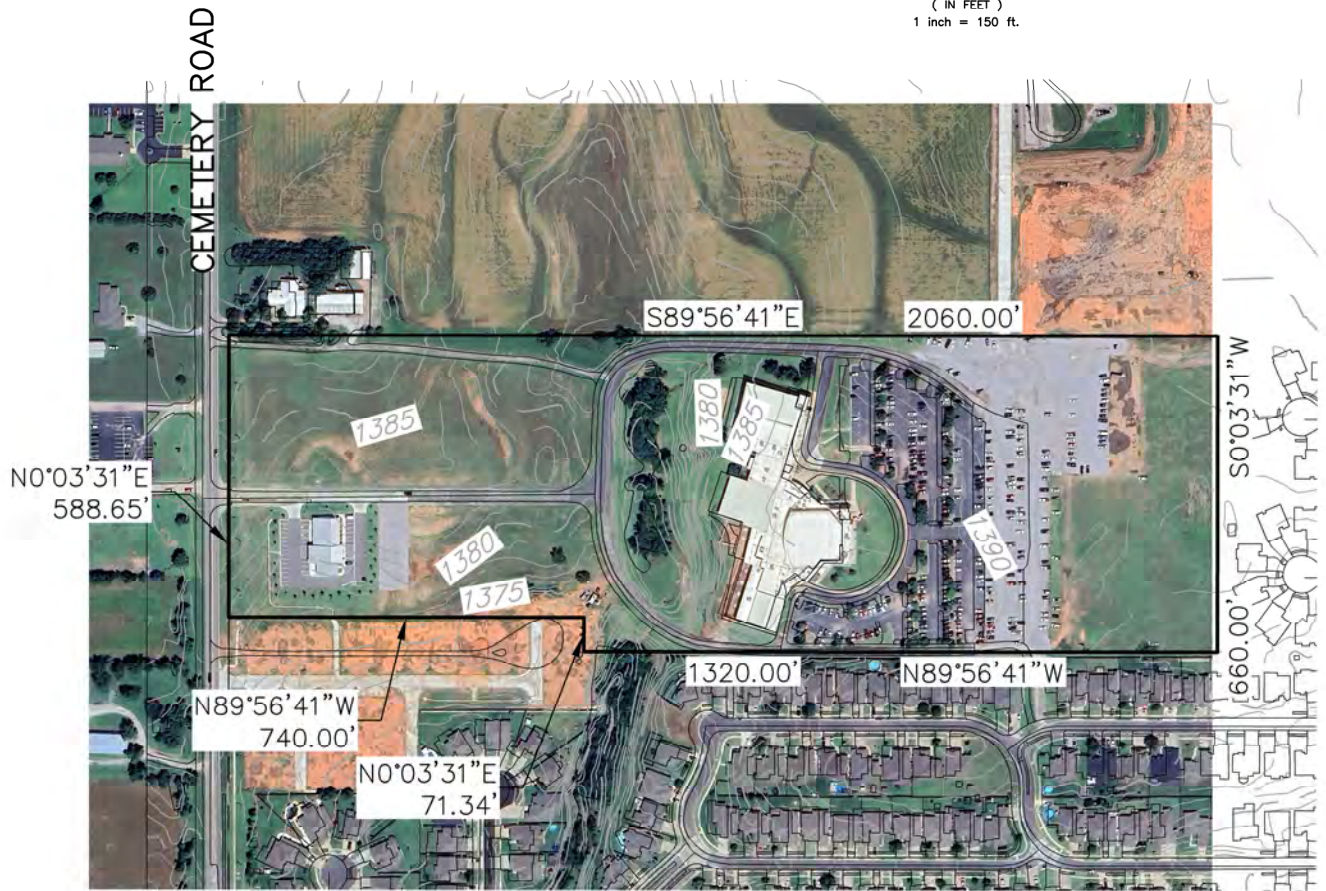 ( IN FEET )
1 inch = 150 ft.
CEMETERY ROAD
S89°56'41"E
2060.00'
S0°03'31"W
660.00'
1385
1380
1385
N0°03'31"E
588.65'
1390
1380
1375
1320.00'
N89°56'41"W
N89°56'41"W
740.00'
N0°03'31"E
71.34'